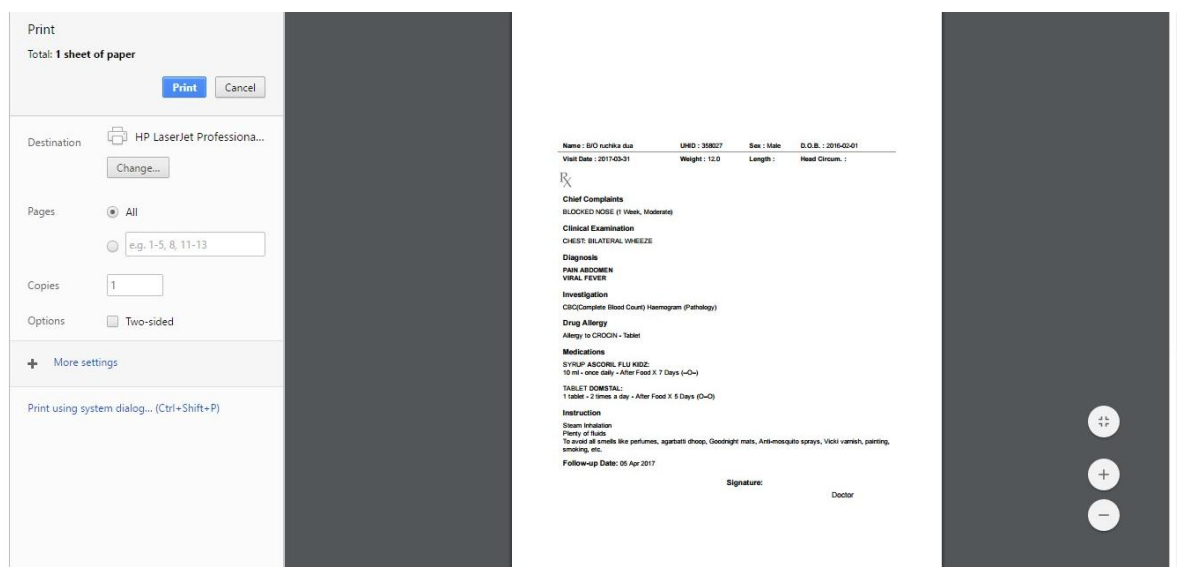 Print
Total: 1 sheet of paper
Print Cancel
Destination HP LaserJet Professiona...
Change...
Pages All
e.g. 1-5, 8, 11-13
Copies 1
Options Two-sided
+ More settings
Print using system dialog... (Ctrl+Shift+P)
Name : B/O ruchika dua UHID : 358027 Sex : Male D.O.B. : 2016-02-01
Visit Date : 2017-03-31 Weight : 12.0 Length : Head Circum. :
Rx
Chief Complaints
BLOCKED NOSE (1 Week, Moderate)
Clinical Examination
CHEST: BILATERAL WHEEZE
Diagnosis
PAIN ABDOMEN
VIRAL FEVER
Investigation
CBC(Complete Blood Count) Haemogram (Pathology)
Drug Allergy
Allergy to CROCIN - Tablet
Medications
SYRUP ASCORIL FLU KIDZ:
10 ml - once daily - After Food X 7 Days (--O--)
TABLET DOMSTAL:
1 tablet - 2 times a day - After Food X 5 Days (O--O)
Instruction
Steam Inhalation
Plenty of fluids
To avoid all smells like perfumes, agarbatti dhoop, Goodnight mats, Anti-mosquito sprays, Vicki varnish, painting,
smoking, etc.
Follow-up Date: 05 Apr 2017
Signature:
Doctor